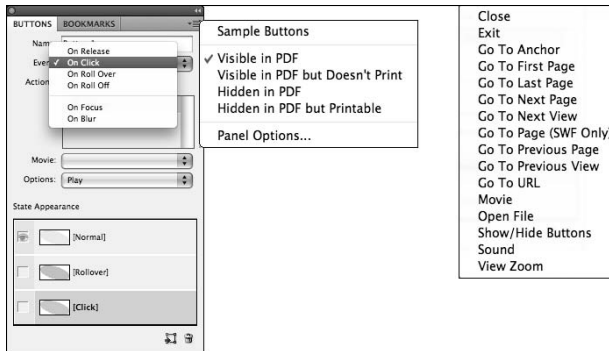 BUTTONS BOOKMARKS
Name:
Event
On Release
✓ On Click
On Roll Over
On Roll Off
On Focus
On Blur
Movie:
Options: Play
State Appearance
[Normal]
[Rollover]
[Click]
Sample Buttons
✓ Visible in PDF
Visible in PDF but Doesn't Print
Hidden in PDF
Hidden in PDF but Printable
Panel Options...
Close
Exit
Go To Anchor
Go To First Page
Go To Last Page
Go To Next Page
Go To Next View
Go To Page (SWF Only)
Go To Previous Page
Go To Previous View
Go To URL
Movie
Open File
Show/Hide Buttons
Sound
View Zoom